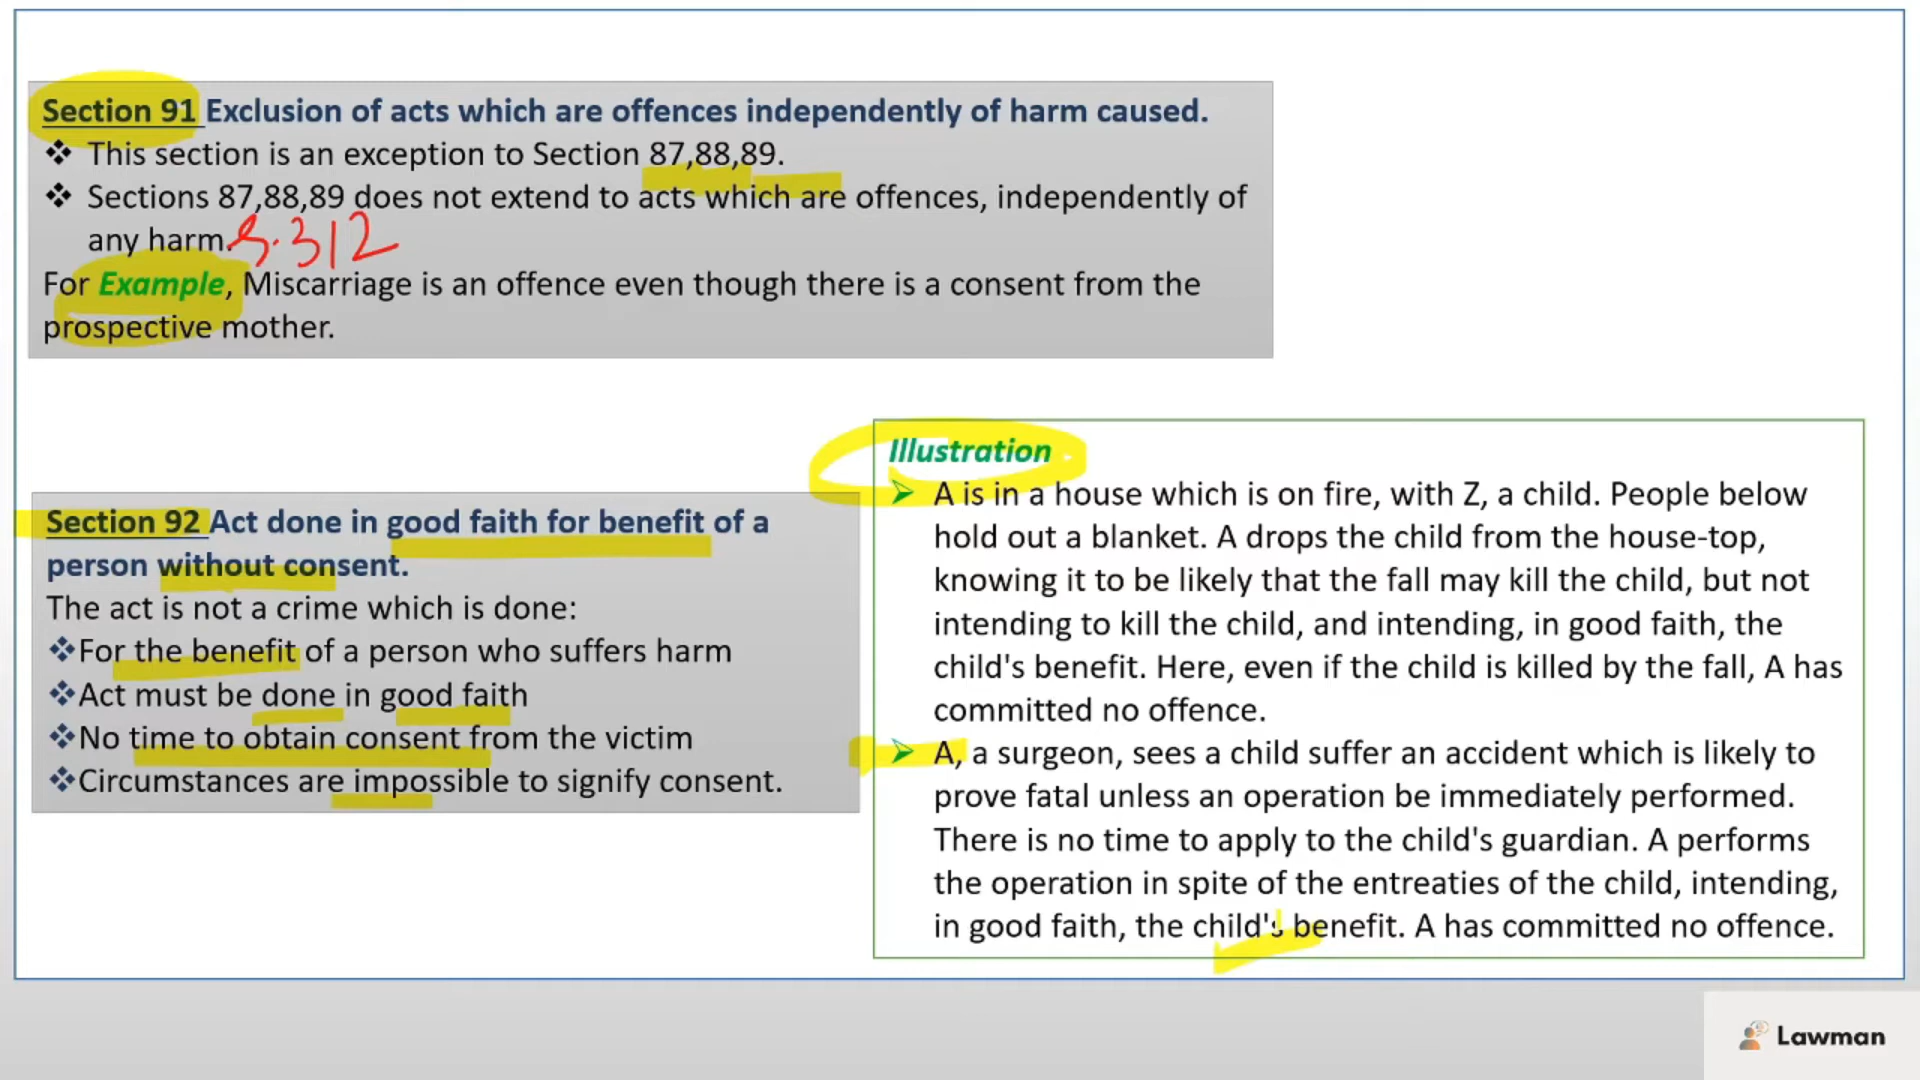 Section 91 Exclusion of acts which are offences independently of harm caused.
❖ This section is an exception to Section 87,88,89.
❖ Sections 87,88,89 does not extend to acts which are offences, independently of
any harm. S.312
For Example, Miscarriage is an offence even though there is a consent from the
prospective mother.
Section 92 Act done in good faith for benefit of a
person without consent.
The act is not a crime which is done:
❖For the benefit of a person who suffers harm
❖Act must be done in good faith
❖No time to obtain consent from the victim
❖Circumstances are impossible to signify consent.
Illustration
➢ A is in a house which is on fire, with Z, a child. People below
hold out a blanket. A drops the child from the house-top,
knowing it to be likely that the fall may kill the child, but not
intending to kill the child, and intending, in good faith, the
child's benefit. Here, even if the child is killed by the fall, A has
committed no offence.
➢ A, a surgeon, sees a child suffer an accident which is likely to
prove fatal unless an operation be immediately performed.
There is no time to apply to the child's guardian. A performs
the operation in spite of the entreaties of the child, intending,
in good faith, the child's benefit. A has committed no offence.
Lawman